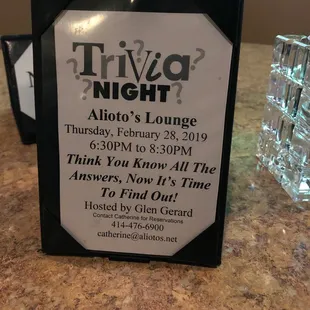 Trivia
NIGHT
Alioto's Lounge
Thursday, February 28, 2019
6:30PM to 8:30PM
Think You Know All The
Answers, Now It's Time
To Find Out!
Hosted by Glen Gerard
Contact Catherine for Reservations
414-476-6900
catherine@aliotos.net